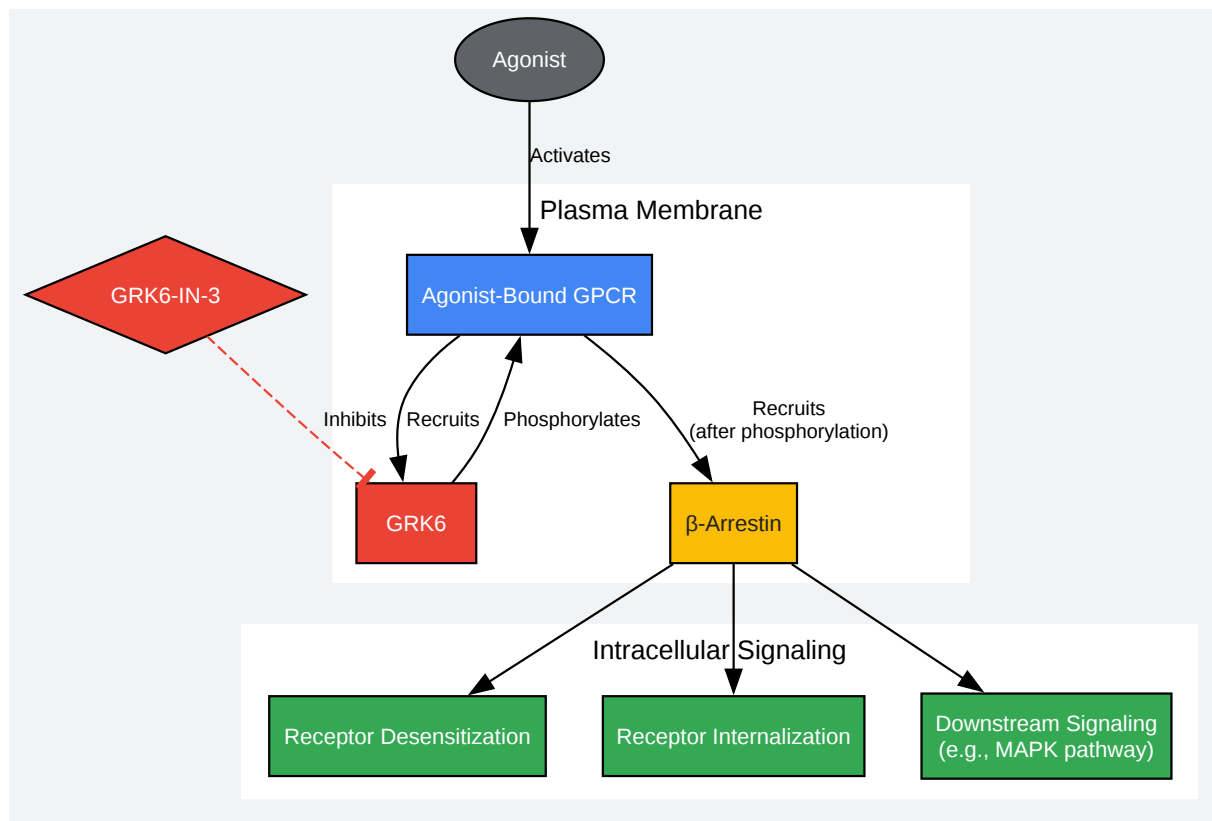 Agonist
Activates
Plasma Membrane
GRK6-IN-3
Agonist-Bound GPCR
Inhibits
Recruits
Phosphorylates
Recruits
(after phosphorylation)
GRK6
β-Arrestin
Intracellular Signaling
Receptor Desensitization
Receptor Internalization
Downstream Signaling
(e.g., MAPK pathway)